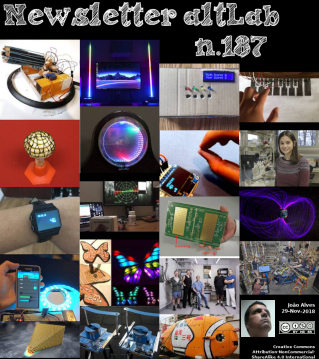 Newsletter altLab
n.187
João Alves
29-Nov-2018
Creative Commons
Attribution-NonCommercial-
ShareAlike 4.0 International